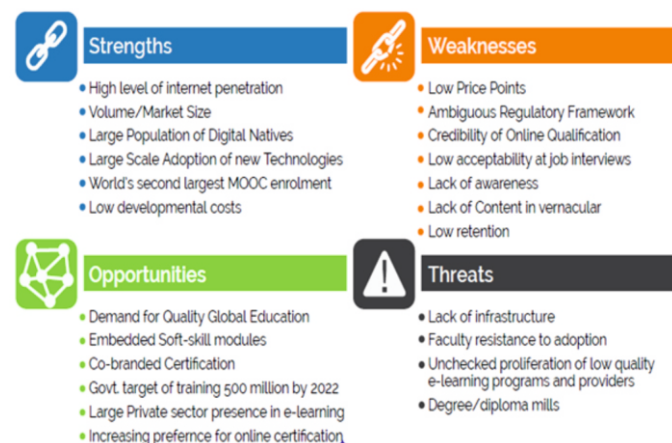 Strengths
• High level of internet penetration
• Volume/Market Size
• Large Population of Digital Natives
• Large Scale Adoption of new Technologies
• World's second largest MOOC enrolment
• Low developmental costs
Weaknesses
• Low Price Points
• Ambiguous Regulatory Framework
• Credibility of Online Qualification
• Low acceptability at job interviews
• Lack of awareness
• Lack of Content in vernacular
• Low retention
Opportunities
• Demand for Quality Global Education
• Embedded Soft-skill modules
• Co-branded Certification
• Govt. target of training 500 million by 2022
• Large Private sector presence in e-learning
• Increasing prefernce for online certification
Threats
• Lack of infrastructure
• Faculty resistance to adoption
• Unchecked proliferation of low quality
e-learning programs and providers
• Degree/diploma mills